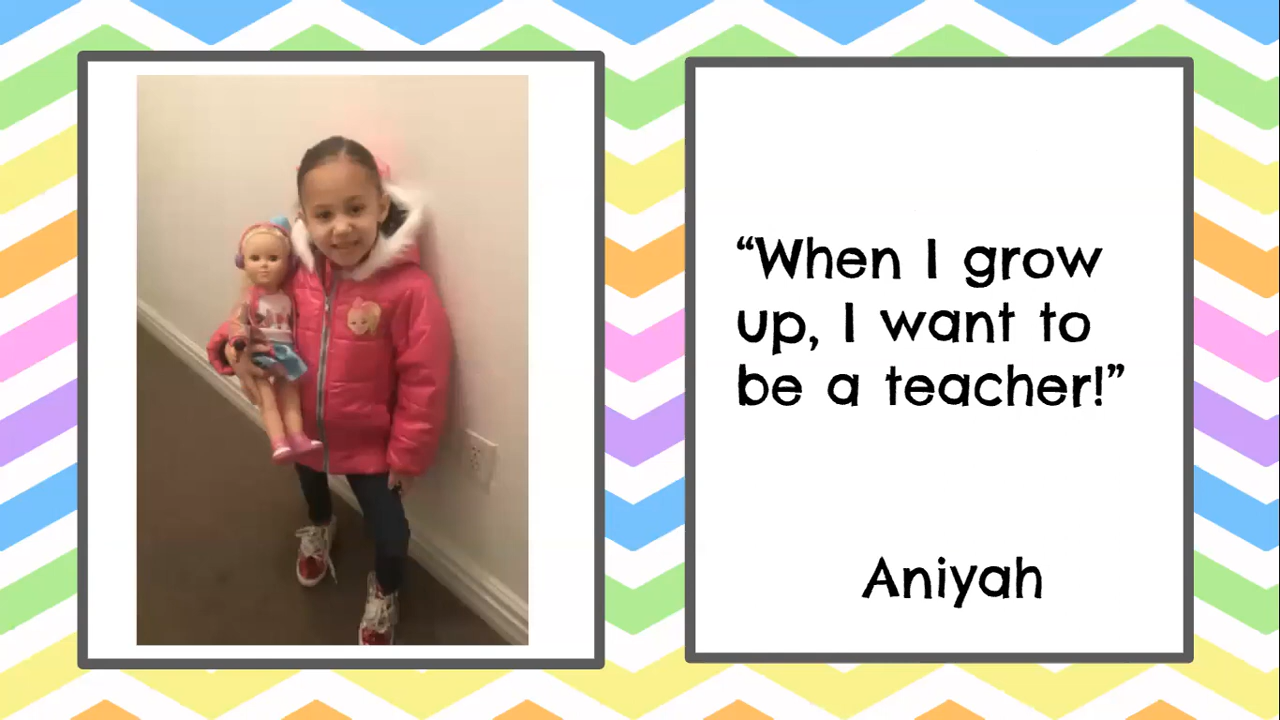 “When I grow
up, I want to
be a teacher!”
Aniyah